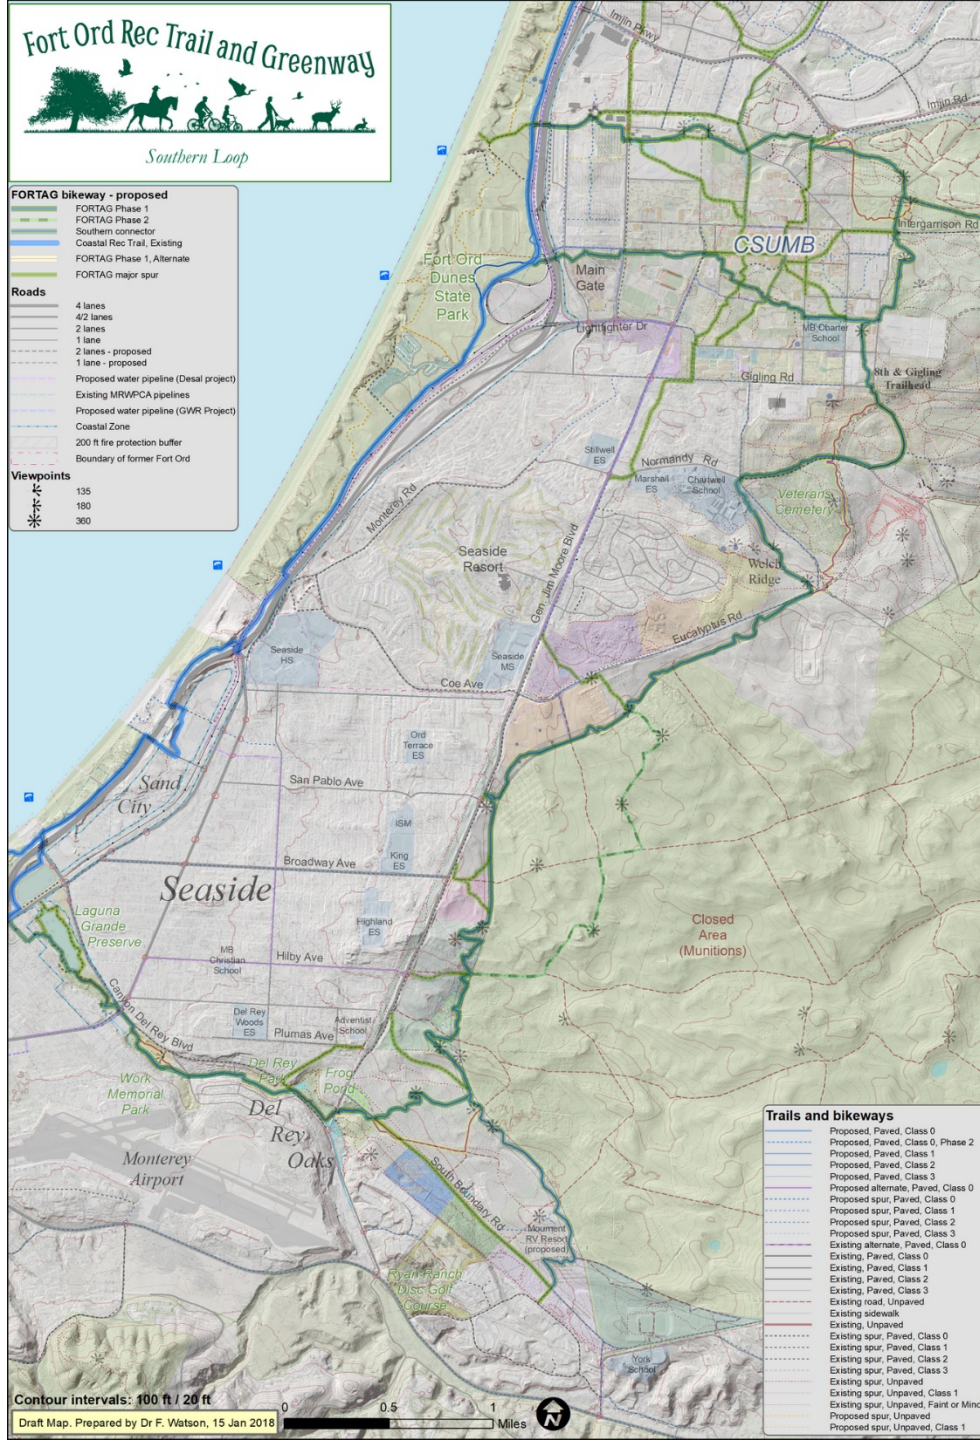 Fort Ord Rec Trail and Greenway
Southern Loop
FORTAG bikeway - proposed
FORTAG Phase 1
FORTAG Phase 2
Southern connector
Coastal Rec Trail, Existing
FORTAG Phase 1, Alternate
FORTAG major spur
Roads
4 lanes
4/2 lanes
2 lanes
1 lane
2 lanes - proposed
1 lane - proposed
Proposed water pipeline (Desal project)
Existing MRWPCA pipelines
Proposed water pipeline (GWR Project)
Coastal Zone
200 ft fire protection buffer
Boundary of former Fort Ord
Viewpoints
135
180
360
Imjin Pkwy
Imjin Rd
Intergarrison Rd
CSUMB
Fort Ord
Dunes
State
Park
Main
Gate
Lightfighter Dr
MB Charter
School
Gigling Rd
8th & Gigling
Trailhead
Stillwell
ES
Normandy Rd
Marshall
ES
Chartwell
School
Veterans
Cemetery
Monterey Rd
Seaside
Resort
Gen. Jim Moore Blvd
Welch
Ridge
Eucalyptus Rd
Seaside
HS
Seaside
MS
Coe Ave
Ord
Terrace
ES
San Pablo Ave
Sand
City
ISM
King
ES
Broadway Ave
Seaside
Laguna
Grande
Preserve
Highland
ES
Closed
Area
(Munitions)
MB
Christian
School
Hilby Ave
Canyon Del Rey Blvd
Del Rey
Woods
ES
Adventist
School
Plumas Ave
Del Rey
Park
Frog
Pond
Work
Memorial
Park
Del
Rey
Oaks
Monterey
Airport
South Boundary Rd
Moument
RV Resort
(proposed)
Ryan Ranch
Disc Golf
Course
York
School
Trails and bikeways
Proposed, Paved, Class 0
Proposed, Paved, Class 0, Phase 2
Proposed, Paved, Class 1
Proposed, Paved, Class 2
Proposed, Paved, Class 3
Proposed alternate, Paved, Class 0
Proposed spur, Paved, Class 0
Proposed spur, Paved, Class 1
Proposed spur, Paved, Class 2
Proposed spur, Paved, Class 3
Existing alternate, Paved, Class 0
Existing, Paved, Class 0
Existing, Paved, Class 1
Existing, Paved, Class 2
Existing, Paved, Class 3
Existing road, Unpaved
Existing sidewalk
Existing, Unpaved
Existing spur, Paved, Class 0
Existing spur, Paved, Class 1
Existing spur, Paved, Class 2
Existing spur, Paved, Class 3
Existing spur, Unpaved
Existing spur, Unpaved, Class 1
Existing spur, Unpaved, Faint or Mino
Proposed spur, Unpaved
Proposed spur, Unpaved, Class 1
Contour intervals: 100 ft / 20 ft
Draft Map. Prepared by Dr F. Watson, 15 Jan 2018
0 0.5 1
Miles
N